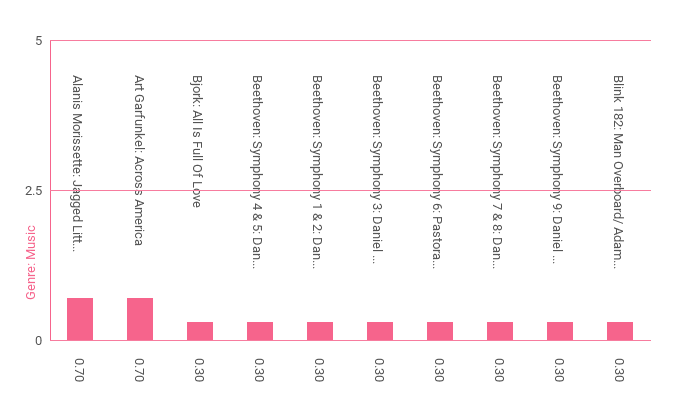 5
2.5
0
Genre: Music
Alanis Morissette: Jagged Litt...
Art Garfunkel: Across America
Bjork: All Is Full Of Love
Beethoven: Symphony 4 & 5: Dan...
Beethoven: Symphony 1 & 2: Dan...
Beethoven: Symphony 3: Daniel ...
Beethoven: Symphony 6: Pastora...
Beethoven: Symphony 7 & 8: Dan...
Beethoven: Symphony 9: Daniel ...
Blink 182: Man Overboard/ Adam...
0.70
0.70
0.30
0.30
0.30
0.30
0.30
0.30
0.30
0.30